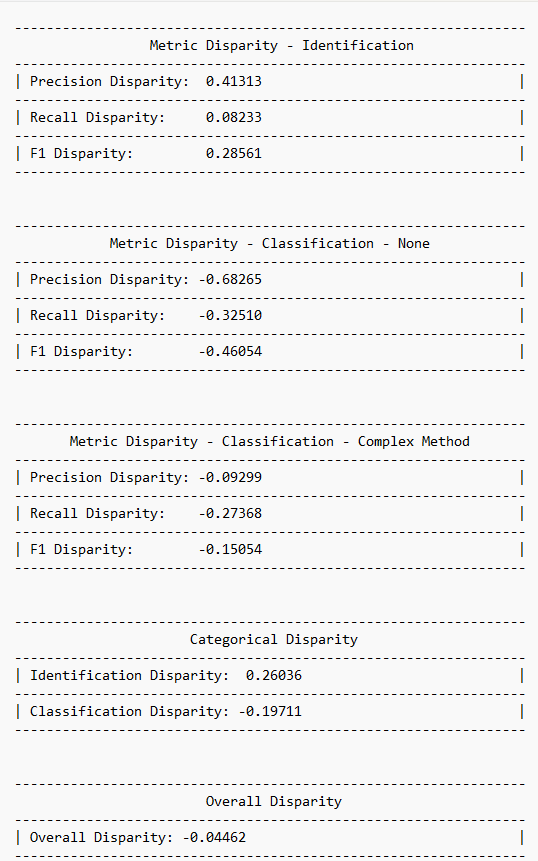 ----------------------------------------------------------------
Metric Disparity - Identification
----------------------------------------------------------------
| Precision Disparity:  0.41313 |
----------------------------------------------------------------
| Recall Disparity:     0.08233 |
----------------------------------------------------------------
| F1 Disparity:         0.28561 |
----------------------------------------------------------------
----------------------------------------------------------------
Metric Disparity - Classification - None
----------------------------------------------------------------
| Precision Disparity: -0.68265 |
----------------------------------------------------------------
| Recall Disparity:    -0.32510 |
----------------------------------------------------------------
| F1 Disparity:        -0.46054 |
----------------------------------------------------------------
----------------------------------------------------------------
Metric Disparity - Classification - Complex Method
----------------------------------------------------------------
| Precision Disparity: -0.09299 |
----------------------------------------------------------------
| Recall Disparity:    -0.27368 |
----------------------------------------------------------------
| F1 Disparity:        -0.15054 |
----------------------------------------------------------------
----------------------------------------------------------------
Categorical Disparity
----------------------------------------------------------------
| Identification Disparity:  0.26036 |
----------------------------------------------------------------
| Classification Disparity: -0.19711 |
----------------------------------------------------------------
----------------------------------------------------------------
Overall Disparity
----------------------------------------------------------------
| Overall Disparity: -0.04462 |
----------------------------------------------------------------